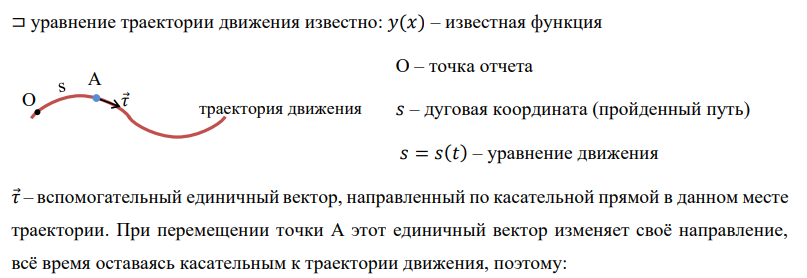 ⊐ уравнение траектории движения известно: 𝑦(𝑥) – известная функция
O – точка отчета
s
A
O
𝜏⃗
траектория движения
𝑠 – дуговая координата (пройденный путь)
𝑠 = 𝑠(𝑡) – уравнение движения
𝜏⃗ – вспомогательный единичный вектор, направленный по касательной прямой в данном месте
траектории. При перемещении точки А этот единичный вектор изменяет своё направление,
всё время оставаясь касательным к траектории движения, поэтому: